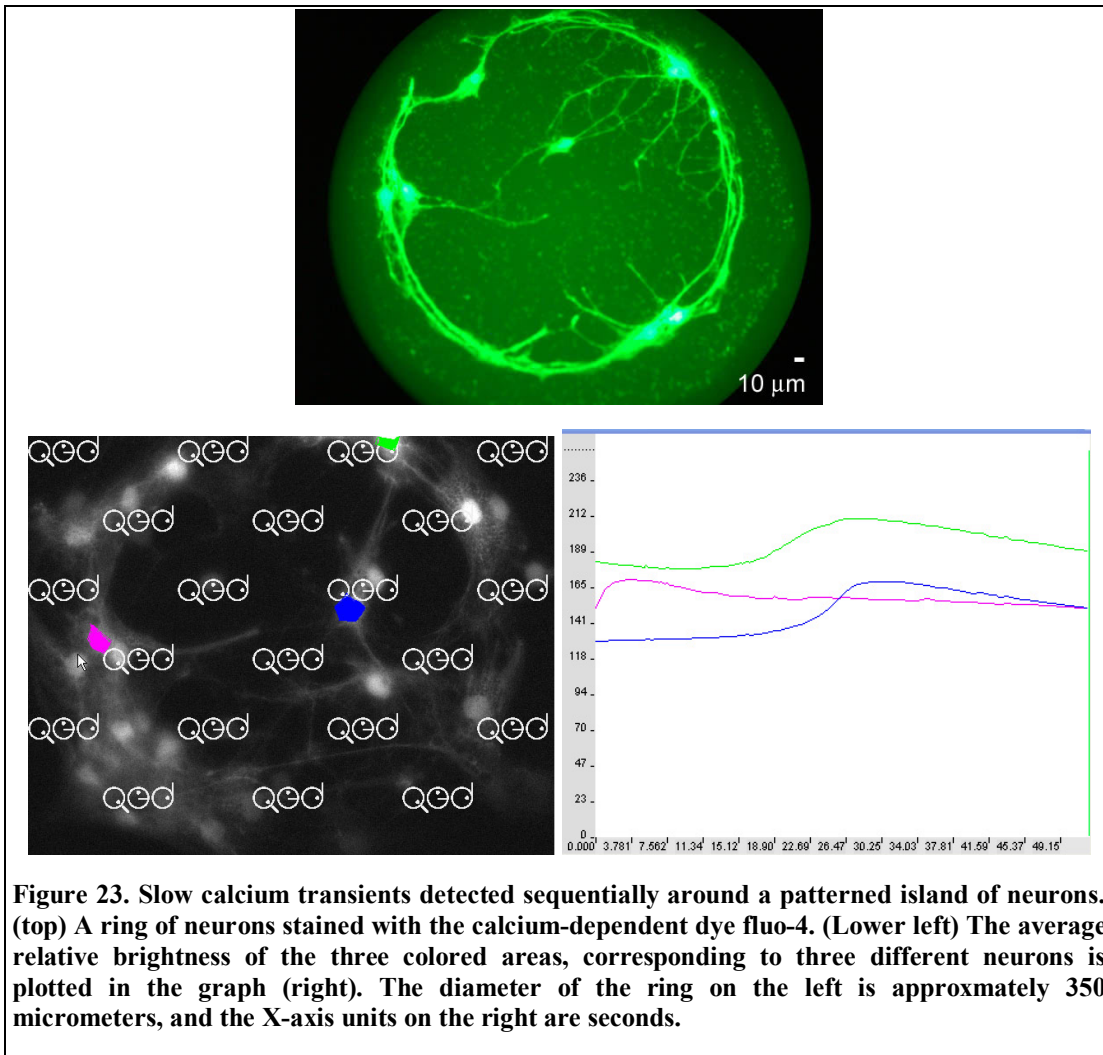 10 μm
Qed Qed Qed Qed
Qed Qed Qed
Qed Qed Qed Qed
Qed Qed Qed
Qed Qed Qed Qed
Qed Qed Qed
236
212
189
165
141
118
94
70
47
23
0
0.000 3.781 7.562 11.34 15.12 18.90 22.69 26.47 30.25 34.03 37.81 41.59 45.37 49.15
Figure 23. Slow calcium transients detected sequentially around a patterned island of neurons.
(top) A ring of neurons stained with the calcium-dependent dye fluo-4. (Lower left) The average
relative brightness of the three colored areas, corresponding to three different neurons is
plotted in the graph (right). The diameter of the ring on the left is approxmately 350
micrometers, and the X-axis units on the right are seconds.